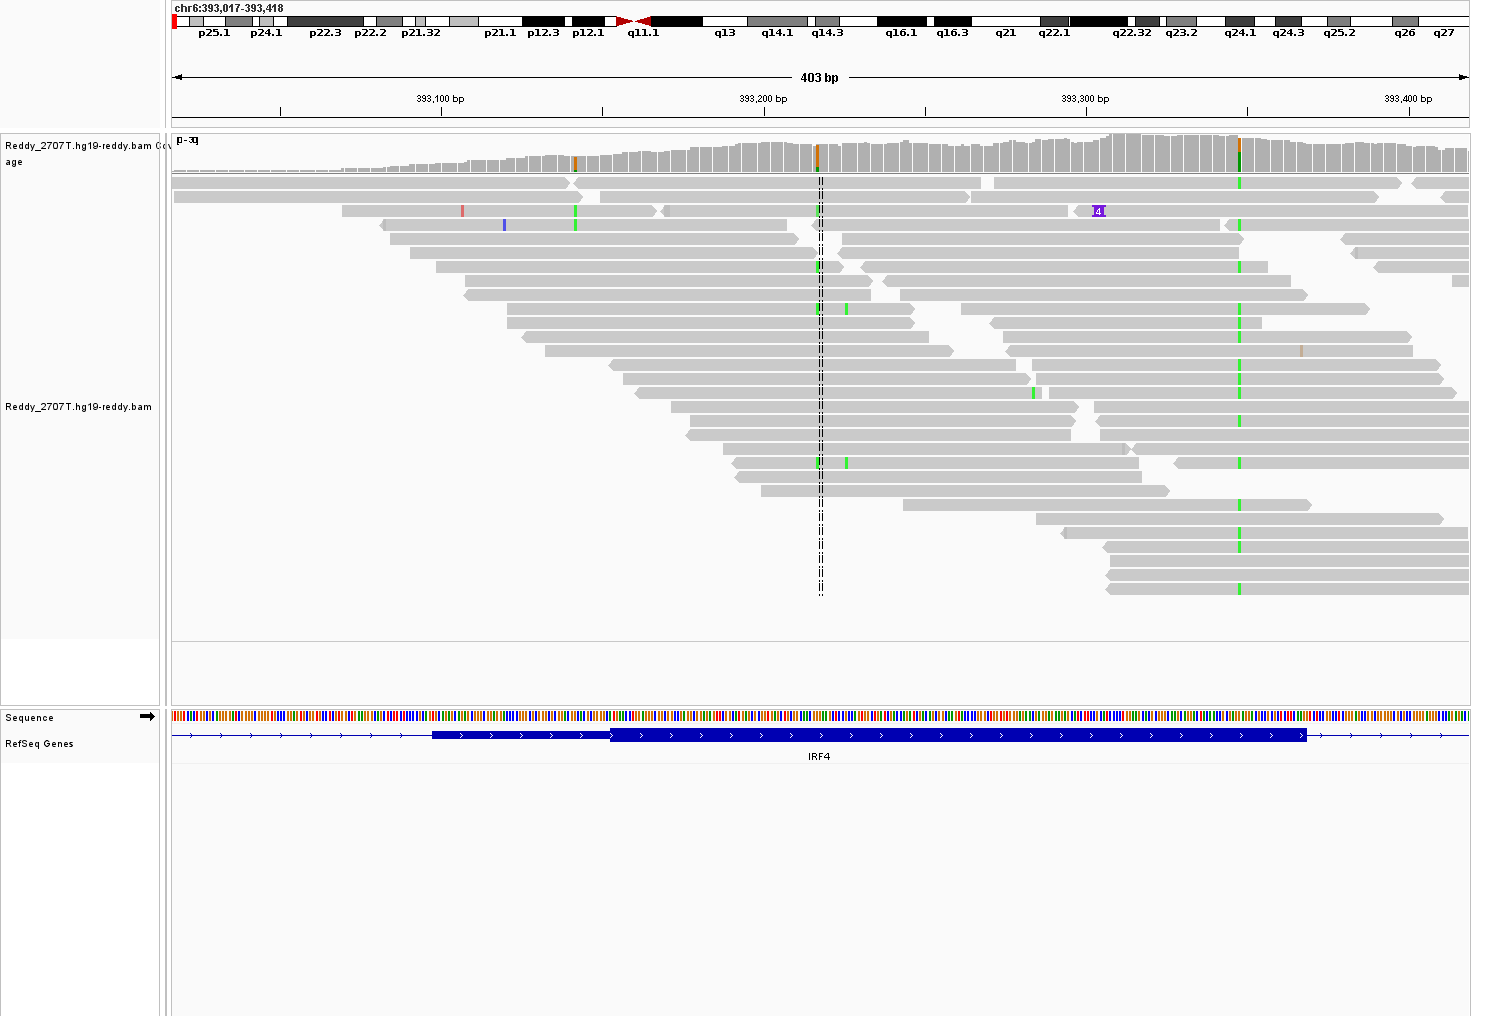 chr6:393,017-393,418
p25.1 p24.1 p22.3 p22.2 p21.32 p21.1 p12.3 p12.1 q11.1 q13 q14.1 q14.3 q16.1 q16.3 q21 q22.1 q22.32 q23.2 q24.1 q24.3 q25.2 q26 q27
403 bp
393,100 bp 393,200 bp 393,300 bp 393,400 bp
[0-30]
Reddy_2707T.hg19-reddy.bam Cov
age
4
Reddy_2707T.hg19-reddy.bam
Sequence
RefSeq Genes
IRF4